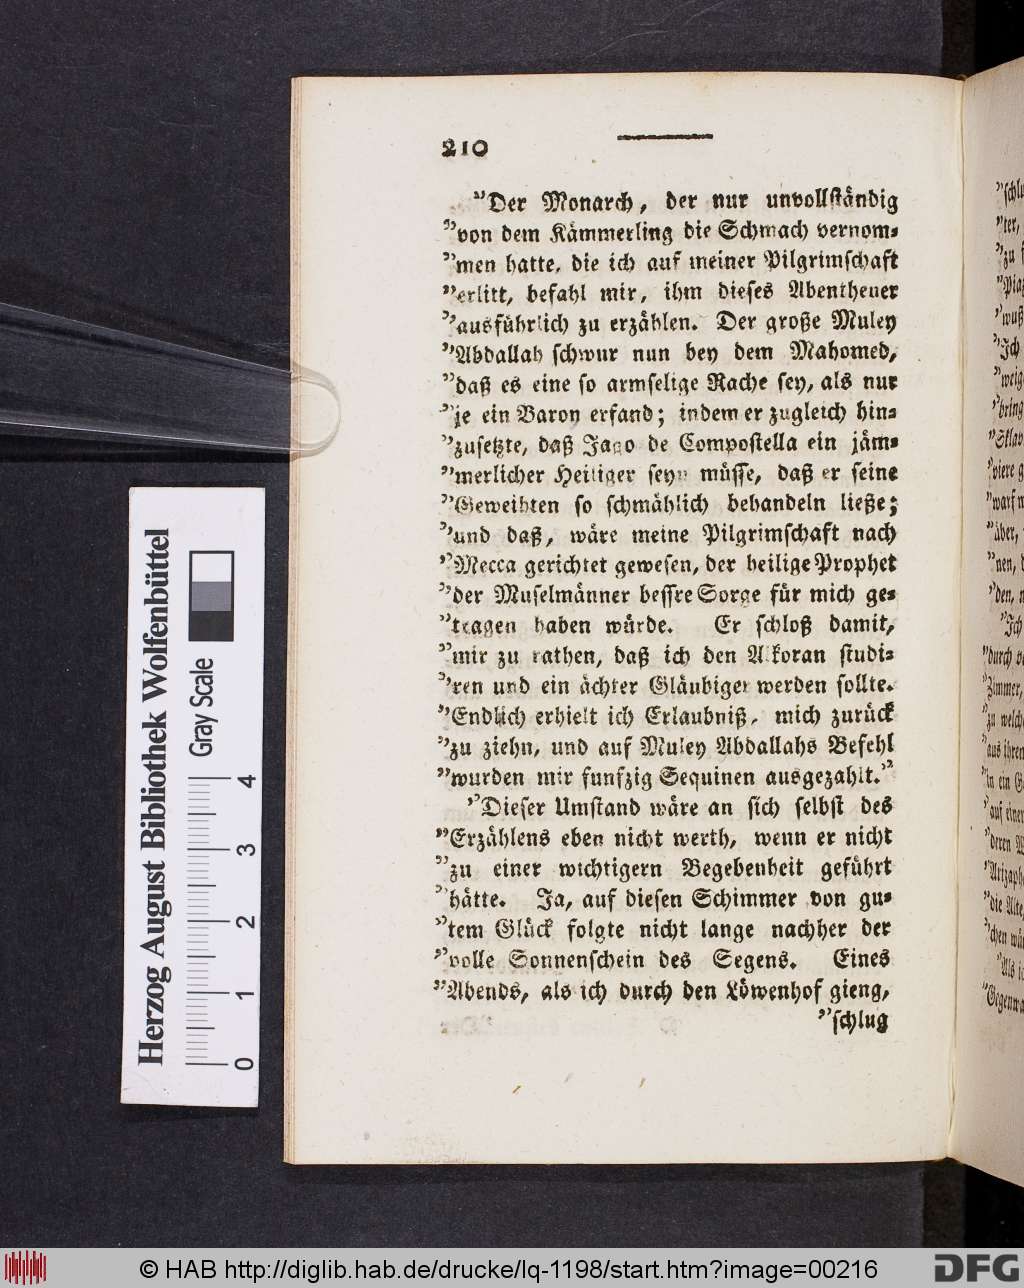 210
"Der Monarch, der nur unvollſtändig
"von dem Kämmerling die Schmach vernom-
"men hatte, die ich auf meiner Pilgrimſchaft
"erlitt, befahl mir, ihm dieſes Abentheuer
"ausführlich zu erzählen. Der große Muley
"Abdallah ſchwur nun bey dem Mahomed,
"daß es eine ſo armſelige Rache ſey, als nur
"je ein Baron erfand; indem er zugleich hin-
"zuſetzte, daß Jago de Compoſtella ein jäm-
"merlicher Heiliger ſeyn müſſe, daß er ſeine
"Geweihten ſo ſchmählich behandeln ließe;
"und daß, wäre meine Pilgrimſchaft nach
"Mecca gerichtet geweſen, der heilige Prophet
"der Muſelmänner beſſre Sorge für mich ge-
"tragen haben würde. Er ſchloß damit,
"mir zu rathen, daß ich den Alkoran ſtudi-
"ren und ein ächter Gläubiger werden ſollte.
"Endlich erhielt ich Erlaubniß, mich zurück
"zu ziehn, und auf Muley Abdallahs Befehl
"wurden mir funfzig Sequinen ausgezahlt."
"Dieſer Umſtand wäre an ſich ſelbſt des
"Erzählens eben nicht werth, wenn er nicht
"zu einer wichtigern Begebenheit geführt
"hätte. Ja, auf dieſen Schimmer von gu-
"tem Glück folgte nicht lange nachher der
"volle Sonnenſchein des Segens. Eines
"Abends, als ich durch den Löwenhof gieng,
"ſchlug
Herzog August Bibliothek Wolfenbüttel
Gray Scale
0 1 2 3 4
© HAB http://diglib.hab.de/drucke/lq-1198/start.htm?image=00216
DFG